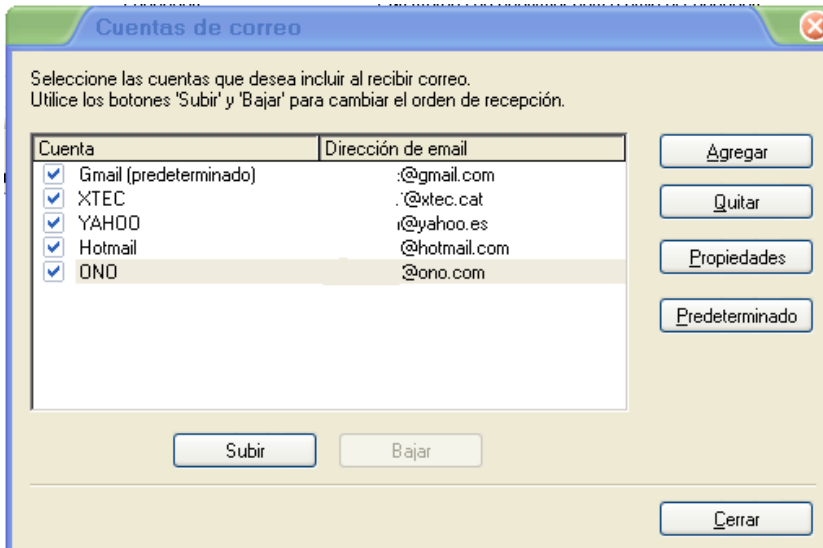 Cuentas de correo
Seleccione las cuentas que desea incluir al recibir correo.
Utilice los botones 'Subir' y 'Bajar' para cambiar el orden de recepción.
Cuenta Dirección de email
Gmail (predeterminado) @gmail.com
XTEC @xtec.cat
YAHOO @yahoo.es
Hotmail @hotmail.com
ONO @ono.com
Agregar
Quitar
Propiedades
Predeterminado
Subir Bajar
Cerrar